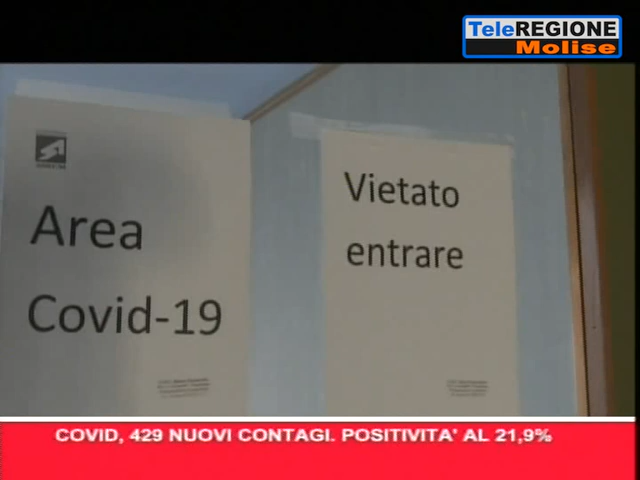 TeleREGIONE
Molise
Area
Covid-19
Vietato
entrare
COVID, 429 NUOVI CONTAGI. POSITIVITA' AL 21,9%